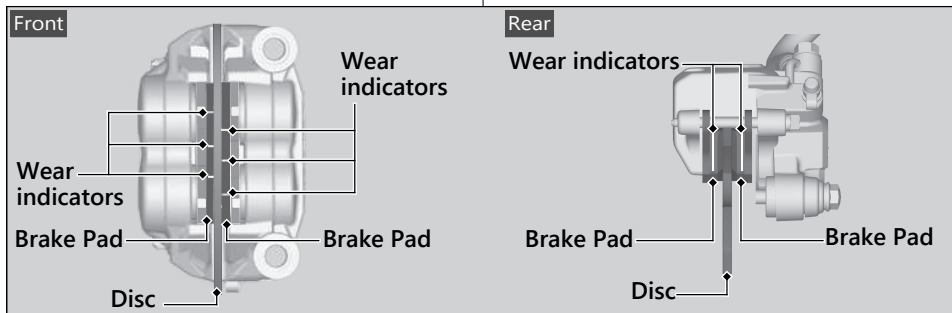 Front
Wear
indicators
Wear
indicators
Brake Pad
Brake Pad
Disc
Rear
Wear indicators
Brake Pad
Brake Pad
Disc